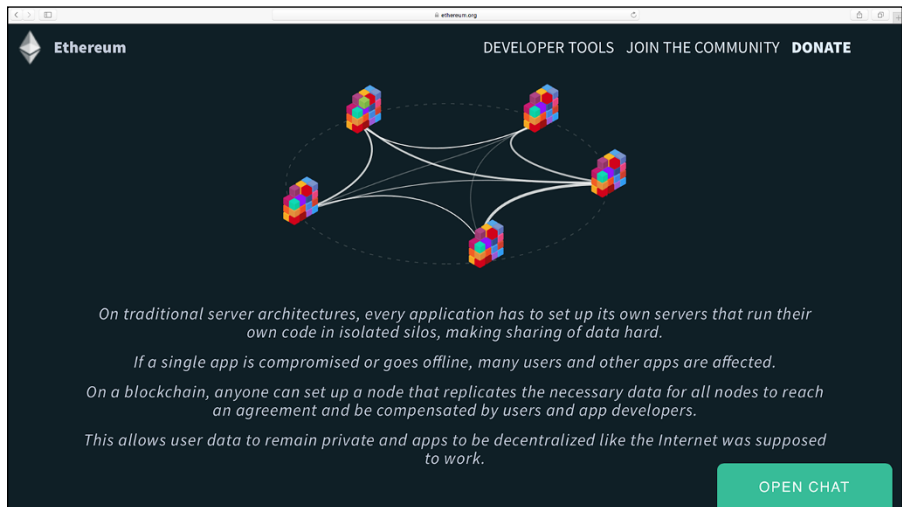 ethereum.org
Ethereum
DEVELOPER TOOLS JOIN THE COMMUNITY DONATE
On traditional server architectures, every application has to set up its own servers that run their
own code in isolated silos, making sharing of data hard.
If a single app is compromised or goes offline, many users and other apps are affected.
On a blockchain, anyone can set up a node that replicates the necessary data for all nodes to reach
an agreement and be compensated by users and app developers.
This allows user data to remain private and apps to be decentralized like the Internet was supposed
to work.
OPEN CHAT